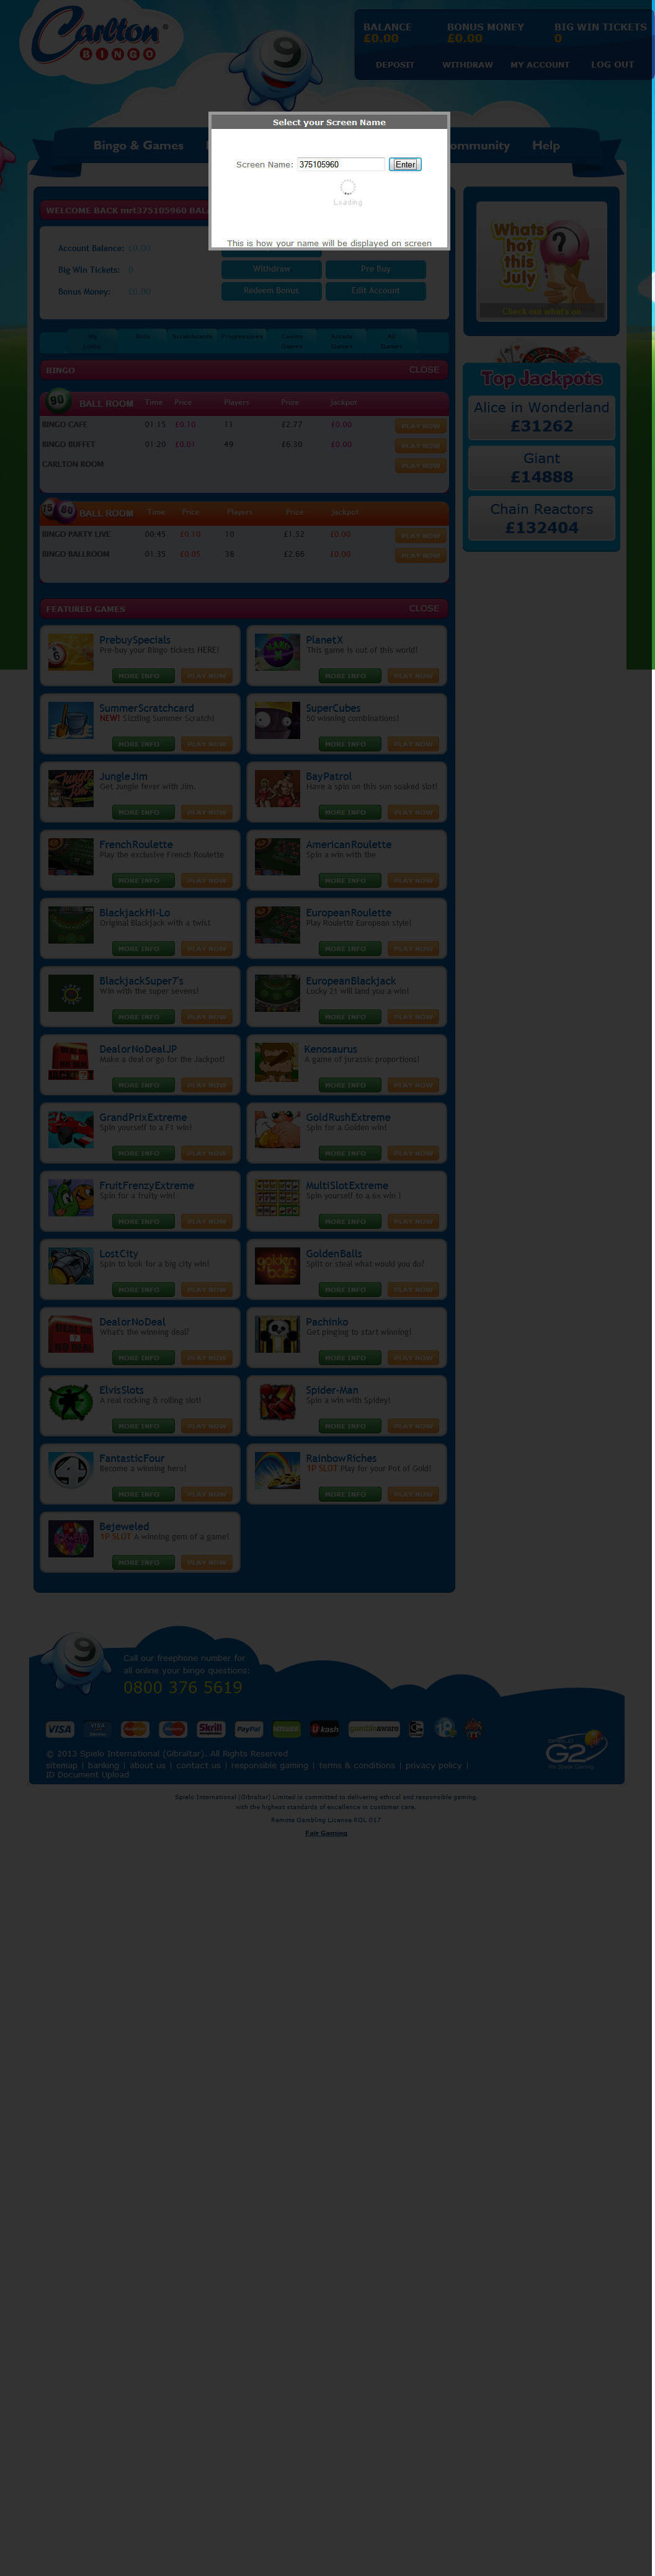 Carlton®
BINGO
9
BALANCE BONUS MONEY BIG WIN TICKETS
£0.00 £0.00 0
DEPOSIT WITHDRAW MY ACCOUNT LOG OUT
Bingo & Games
Help
Select your Screen Name
Screen Name: 375105960 Enter
Loading
This is how your name will be displayed on screen
WELCOME BACK mrt375105960
Account Balance: £0.00
Big Win Tickets: 0
Bonus Money: £0.00
Withdraw Pre Buy
Redeem Bonus Edit Account
Whats
hot
this
July
?
Check out what's on
BINGO CLOSE
90 BALL ROOM Time Price Players Prize Jackpot
BINGO CAFE 01:15 £0.10 11 £2.77 £0.00 PLAY NOW
BINGO BUFFET 01:20 £0.01 49 £6.30 £0.00 PLAY NOW
CARLTON ROOM PLAY NOW
75 80 BALL ROOM Time Price Players Prize Jackpot
BINGO PARTY LIVE 00:45 £0.10 10 £1.52 £0.00 PLAY NOW
BINGO BALLROOM 01:35 £0.05 38 £2.66 £0.00 PLAY NOW
Top Jackpots
Alice in Wonderland
£31262
Giant
£14888
Chain Reactors
£132404
FEATURED GAMES CLOSE
PrebuySpecials
Pre-buy your Bingo tickets HERE!
MORE INFO PLAY NOW
PlanetX
This game is out of this world!
MORE INFO PLAY NOW
SummerScratchcard
NEW! Sizzling Summer Scratch!
MORE INFO PLAY NOW
SuperCubes
50 winning combinations!
MORE INFO PLAY NOW
JungleJim
Get Jungle fever with Jim.
MORE INFO PLAY NOW
BayPatrol
Have a spin on this sun soaked slot!
MORE INFO PLAY NOW
FrenchRoulette
Play the exclusive French Roulette
MORE INFO PLAY NOW
AmericanRoulette
Spin a win with the
MORE INFO PLAY NOW
BlackjackHi-Lo
Original Blackjack with a twist
MORE INFO PLAY NOW
EuropeanRoulette
Play Roulette European style!
MORE INFO PLAY NOW
BlackjackSuper7's
Win with the super sevens!
MORE INFO PLAY NOW
EuropeanBlackjack
Lucky 21 will land you a win!
MORE INFO PLAY NOW
DealorNoDealJP
Make a deal or go for the Jackpot!
MORE INFO PLAY NOW
Kenosaurus
A game of Jurassic proportions!
MORE INFO PLAY NOW
GrandPrixExtreme
Spin yourself to a F1 win!
MORE INFO PLAY NOW
GoldRushExtreme
Spin for a Golden win!
MORE INFO PLAY NOW
FruitFrenzyExtreme
Spin for a fruity win!
MORE INFO PLAY NOW
MultiSlotExtreme
Spin yourself to a 6x win !
MORE INFO PLAY NOW
LostCity
Spin to look for a big city win!
MORE INFO PLAY NOW
GoldenBalls
Split or steal what would you do?
MORE INFO PLAY NOW
DealorNoDeal
What's the winning deal?
MORE INFO PLAY NOW
Pachinko
Get pinging to start winning!
MORE INFO PLAY NOW
ElvisSlots
A real rocking & rolling slot!
MORE INFO PLAY NOW
Spider-Man
Spin a win with Spidey!
MORE INFO PLAY NOW
FantasticFour
Become a winning hero!
MORE INFO PLAY NOW
RainbowRiches
1P SLOT Play for your Pot of Gold!
MORE INFO PLAY NOW
Bejeweled
1P SLOT A winning gem of a game!
MORE INFO PLAY NOW
9
Call our freephone number for
all online your bingo questions:
0800 376 5619
VISA VISA Skrill PayPal Ukash gambleaware 18
© 2013 Spielo International (Gibraltar). All Rights Reserved
sitemap | banking | about us | contact us | responsible gaming | terms & conditions | privacy policy |
ID Document Upload
G2
Spielo International (Gibraltar) Limited is committed to delivering ethical and responsible gaming,
with the highest standards of excellence in customer care.
Remote Gambling License RGL 017
Fair Gaming